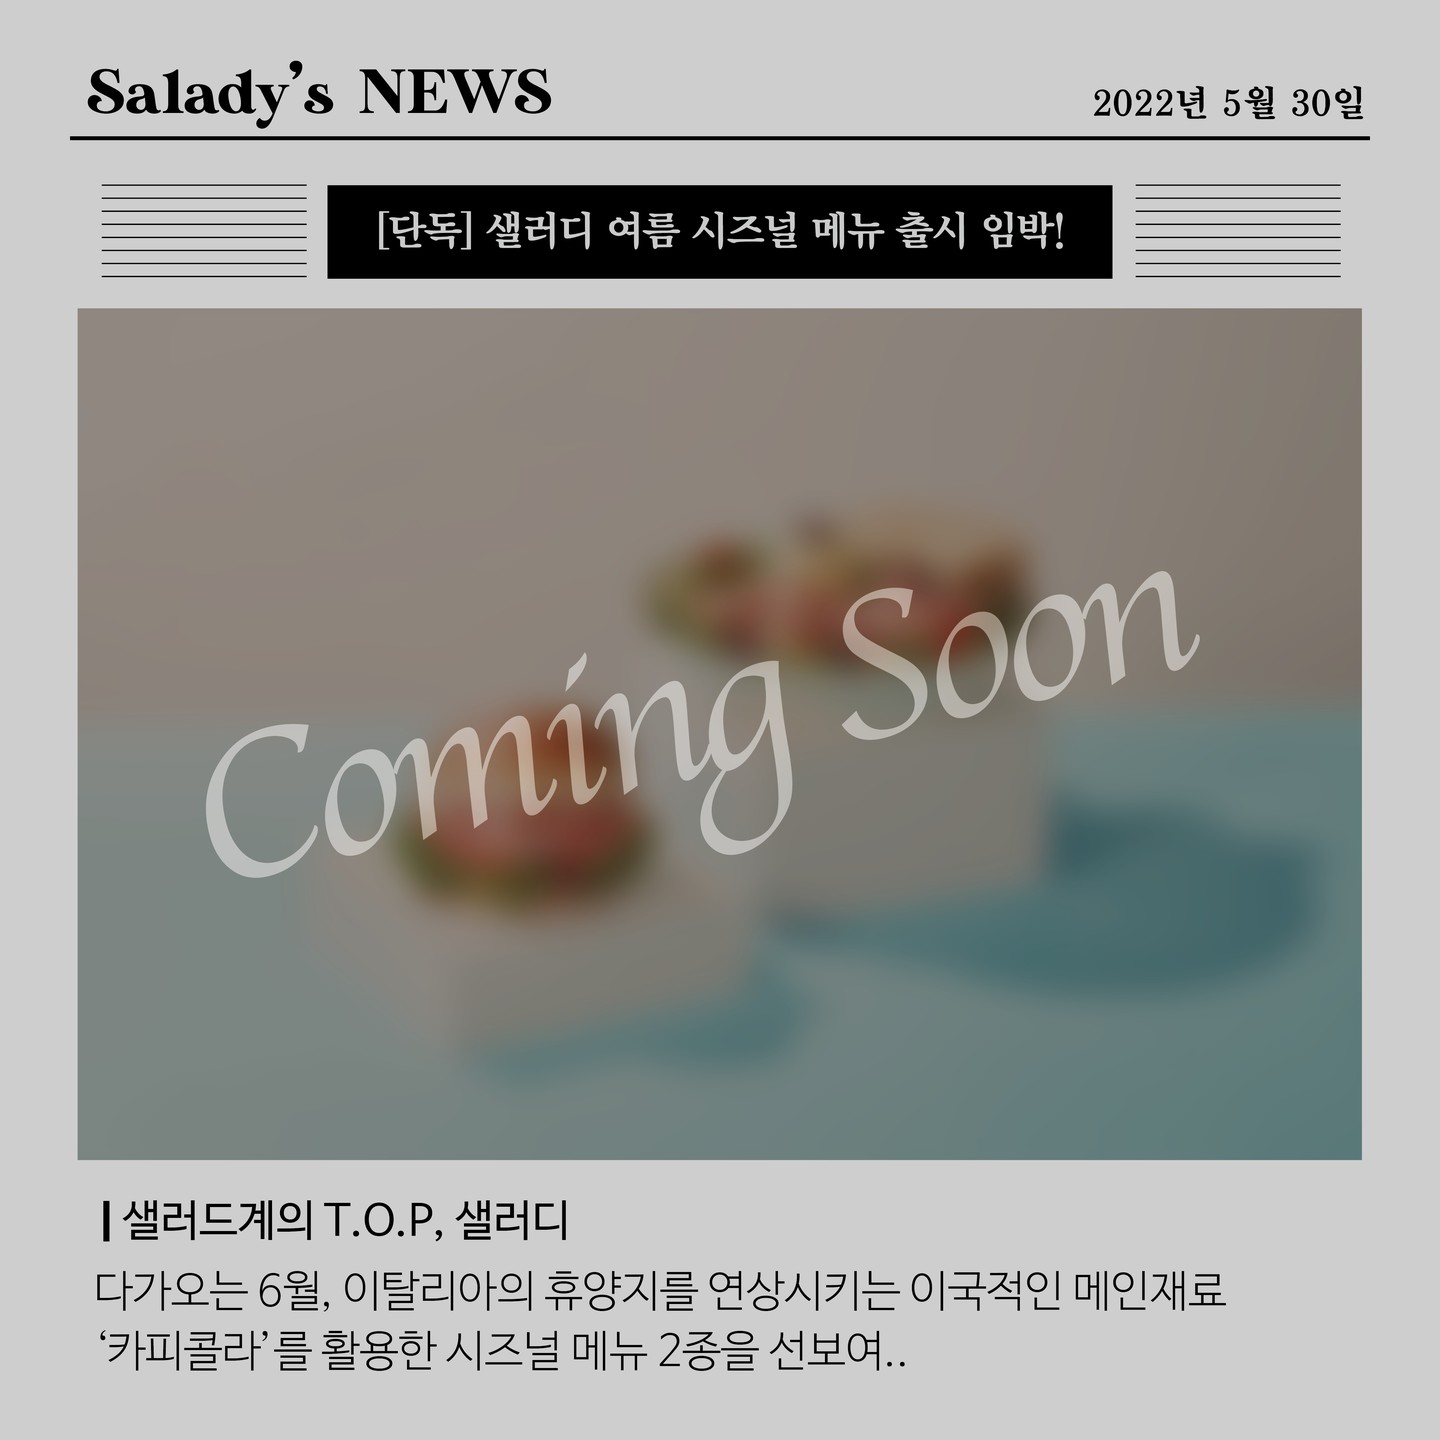 Salady’s NEWS
2022년 5월 30일
[단독] 샐러디 여름 시즈널 메뉴 출시 임박!
Coming Soon
샐러드계의 T.O.P, 샐러디
다가오는 6월, 이탈리아의 휴양지를 연상시키는 이국적인 메인재료
‘카피콜라’를 활용한 시즈널 메뉴 2종을 선보여..